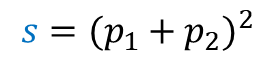 s = (p₁ + p₂)²